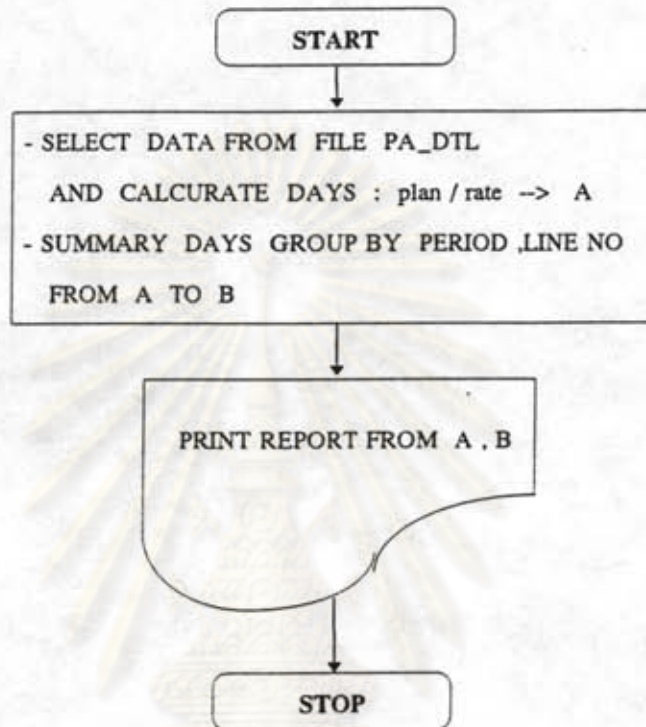 START
- SELECT DATA FROM FILE PA_DTL
AND CALCURATE DAYS : plan / rate --> A
- SUMMARY DAYS GROUP BY PERIOD ,LINE NO
FROM A TO B
PRINT REPORT FROM A , B
STOP